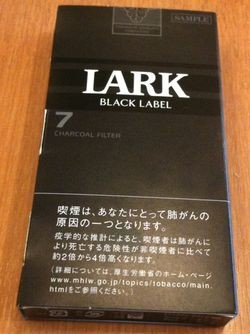 SAMPLE
LARK
BLACK LABEL
7
CHARCOAL FILTER
喫煙は、あなたにとって肺がんの
原因の一つとなります。
疫学的な推計によると、喫煙者は肺がんに
より死亡する危険性が非喫煙者に比べて
約2倍から4倍高くなります。
(詳細については、厚生労働省のホーム・ページ
www.mhlw.go.jp/topics/tobacco/main.
htmlをご参照ください。)